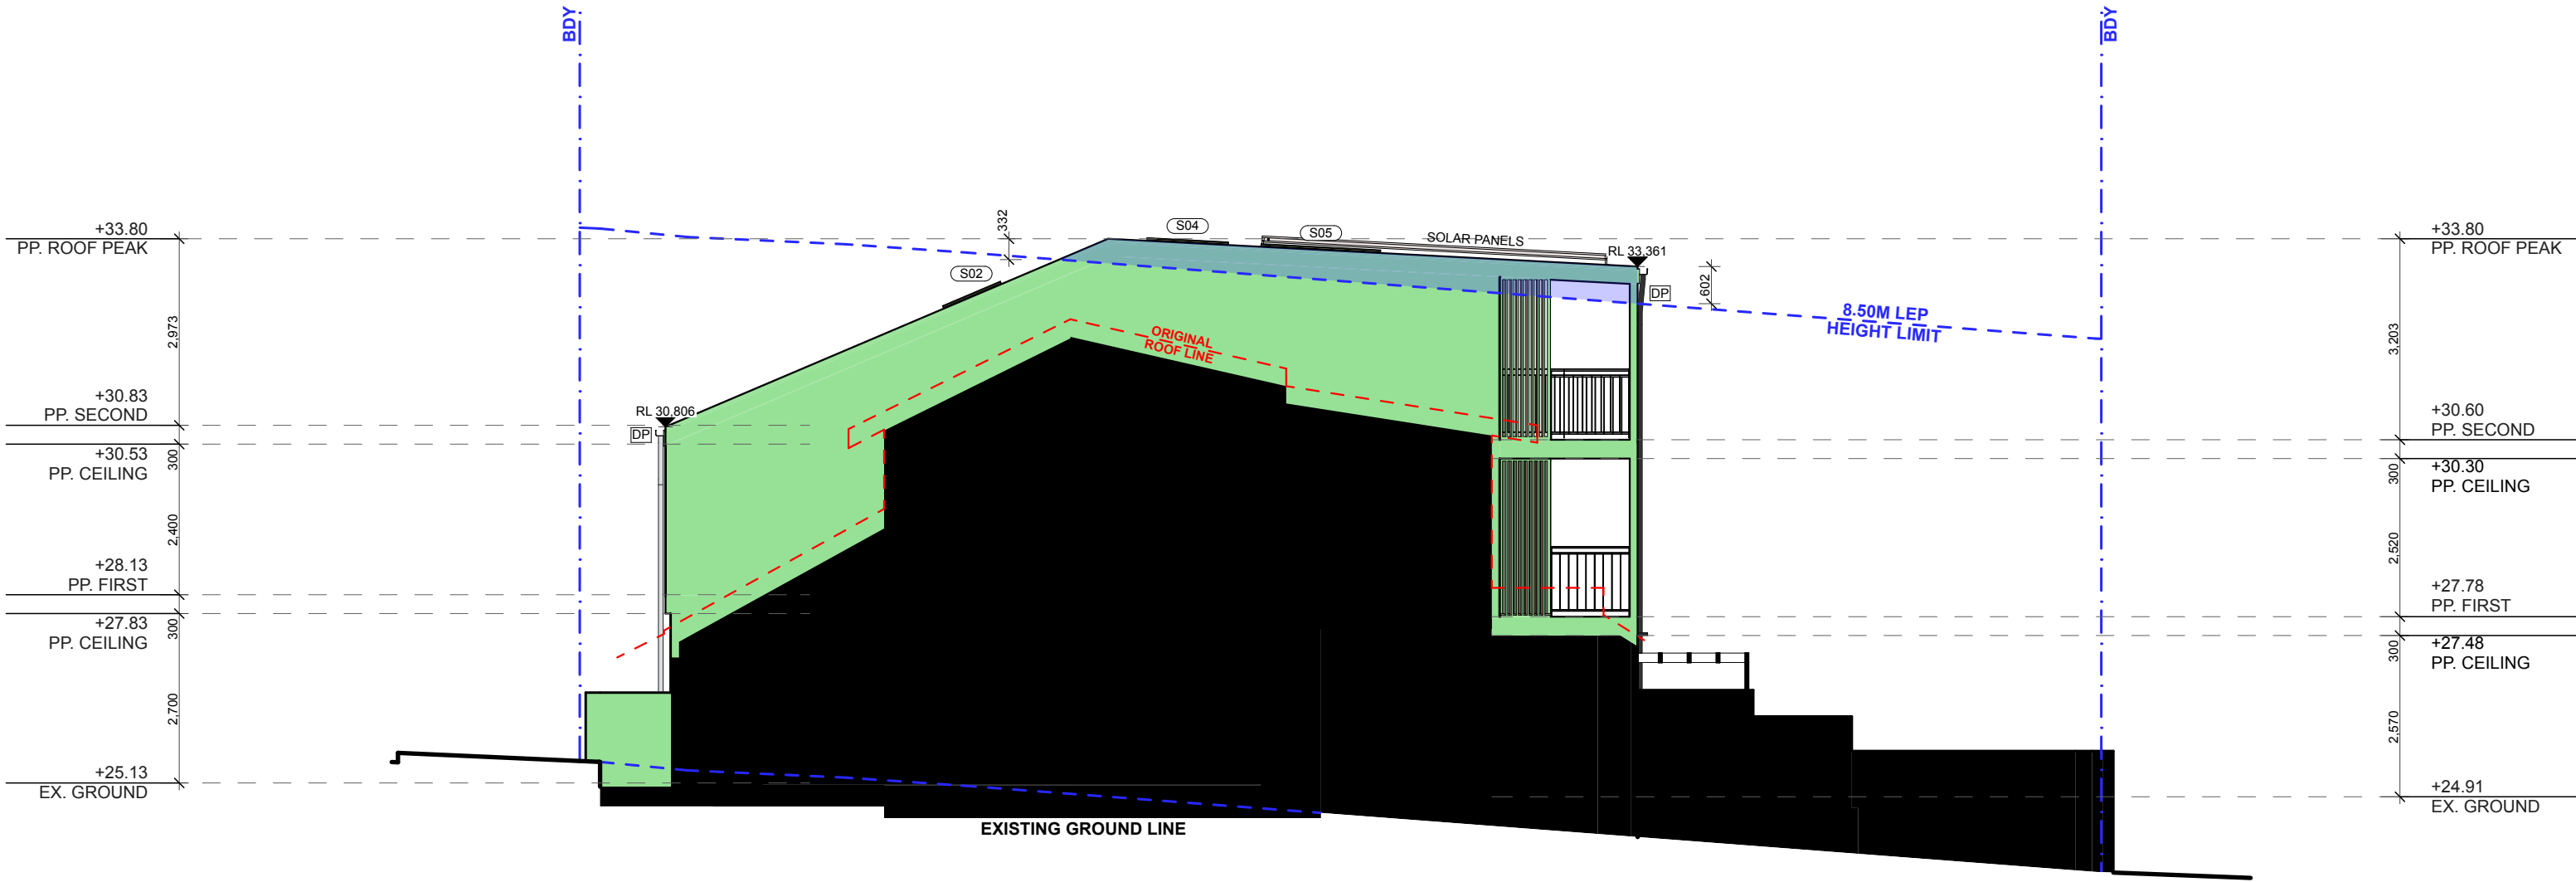 BDY
BDY
+33.80
PP. ROOF PEAK
2,973
+30.83
PP. SECOND
+30.53
PP. CEILING
300
2,400
+28.13
PP. FIRST
+27.83
PP. CEILING
300
2,700
+25.13
EX. GROUND
RL 30.806
DP
S02
332
S04
S05
SOLAR PANELS
RL 33.361
602
DP
ORIGINAL
ROOF LINE
8.50M LEP
HEIGHT LIMIT
EXISTING GROUND LINE
+33.80
PP. ROOF PEAK
3,203
+30.60
PP. SECOND
+30.30
PP. CEILING
300
2,520
+27.78
PP. FIRST
+27.48
PP. CEILING
300
2,570
+24.91
EX. GROUND